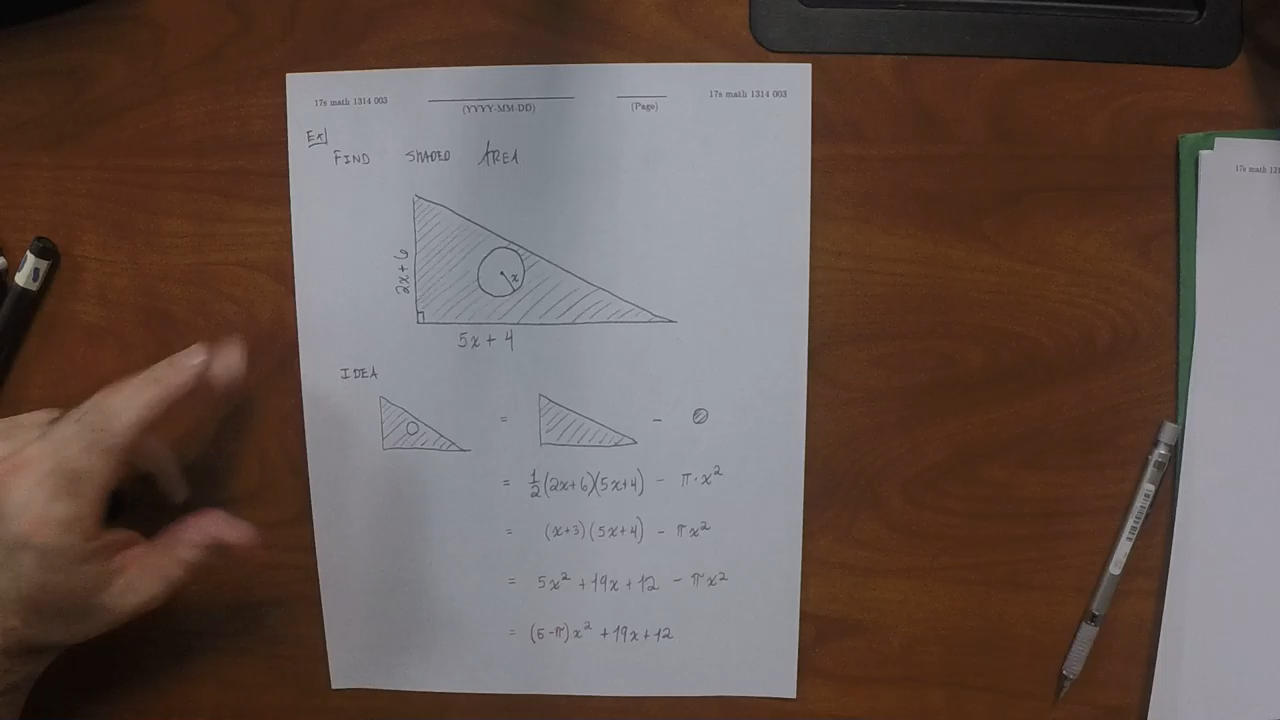 17s math 1314 003 (YYYY-MM-DD) (Page) 17s math 1314 003
Ex|
FIND SHADED AREA
2x+6
x
5x + 4
IDEA
= −
= 1/2(2x+6)(5x+4) − π·x²
= (x+3)(5x+4) − πx²
= 5x² + 19x + 12 − πx²
= (5-π)x² + 19x + 12
17s math